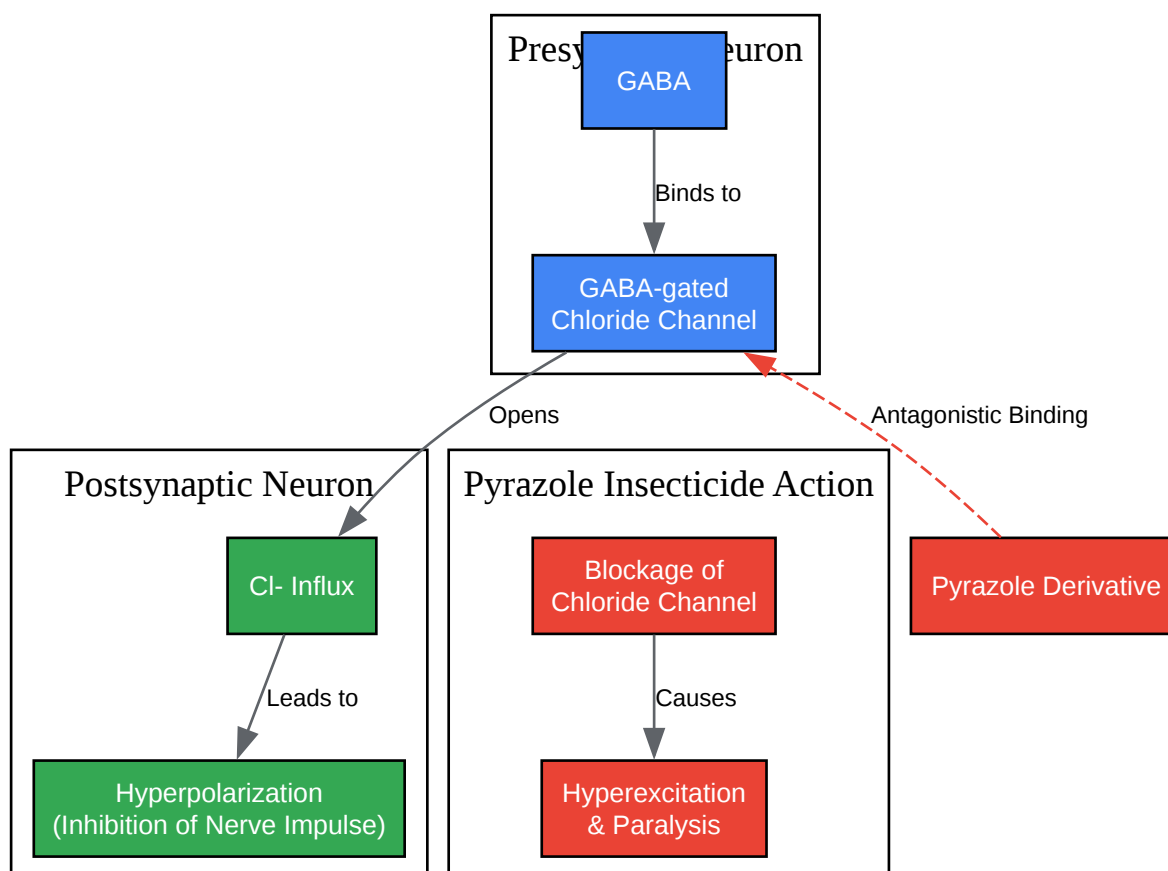 Presy
euron
GABA
Binds to
GABA-gated
Chloride Channel
Opens
Antagonistic Binding
Postsynaptic Neuron
Pyrazole Insecticide Action
Cl- Influx
Blockage of
Chloride Channel
Pyrazole Derivative
Leads to
Causes
Hyperpolarization
(Inhibition of Nerve Impulse)
Hyperexcitation
& Paralysis